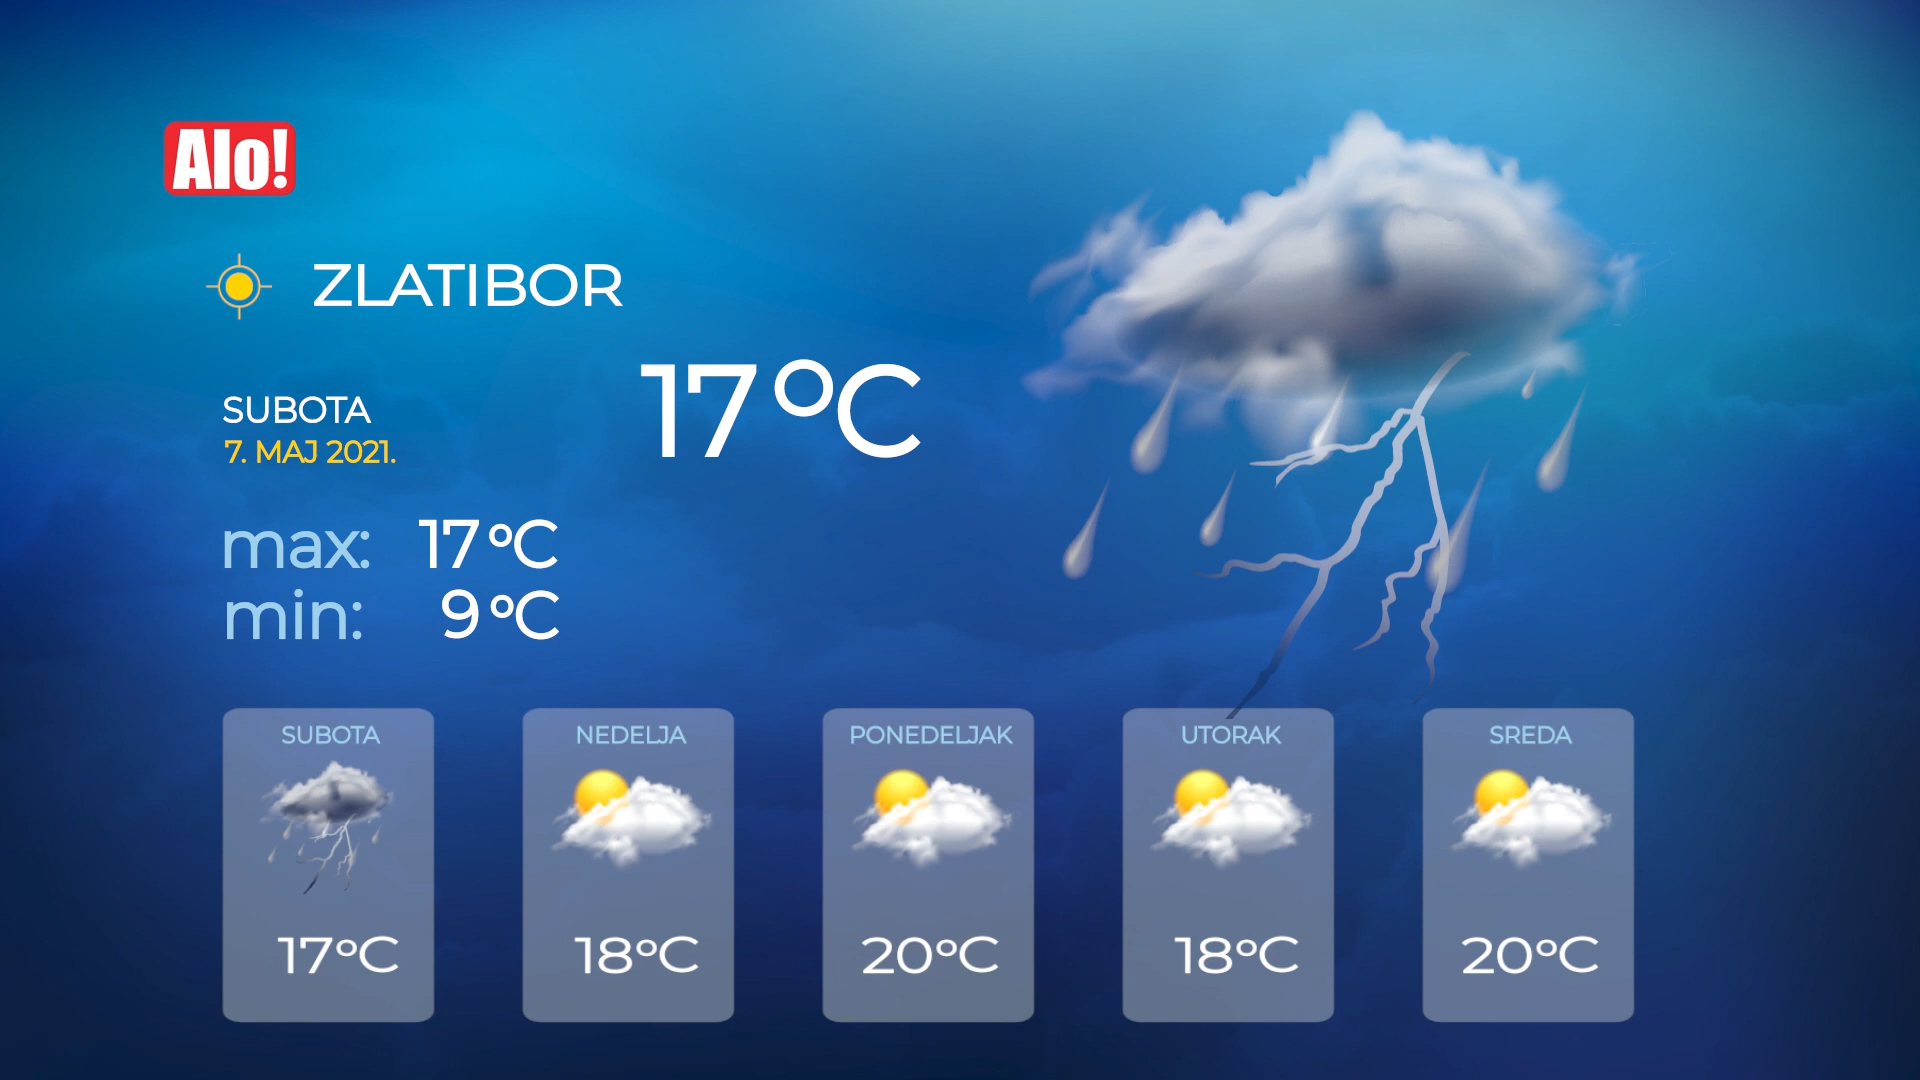 Alo!
ZLATIBOR
17°C
SUBOTA
7. MAJ 2021.
max: 17°C
min: 9°C
SUBOTA NEDELJA PONEDELJAK UTORAK SREDA
17°C 18°C 20°C 18°C 20°C